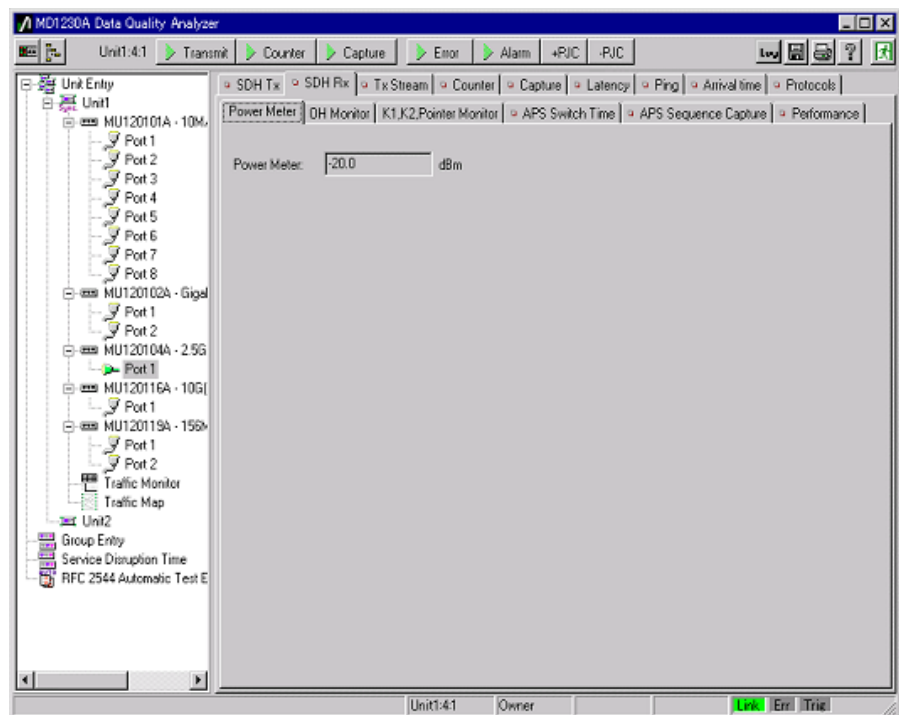 MD1230A Data Quality Analyzer
Unit1:4:1 Transmit Counter Capture Error Alarm +PJC -PJC Log ?
Unit Entry
Unit1
MU120101A - 10M
Port 1
Port 2
Port 3
Port 4
Port 5
Port 6
Port 7
Port 8
MU120102A - Gigal
Port 1
Port 2
MU120104A - 2.5G
Port 1
MU120116A - 10G(
Port 1
MU120119A - 156M
Port 1
Port 2
Traffic Monitor
Traffic Map
Unit2
Group Entry
Service Disruption Time
RFC 2544 Automatic Test E
SDH Tx SDH Rx Tx Stream Counter Capture Latency Ping Arrival time Protocols
Power Meter OH Monitor K1,K2,Pointer Monitor APS Switch Time APS Sequence Capture Performance
Power Meter: -20.0 dBm
Unit1:4:1 Owner Link Err Trig